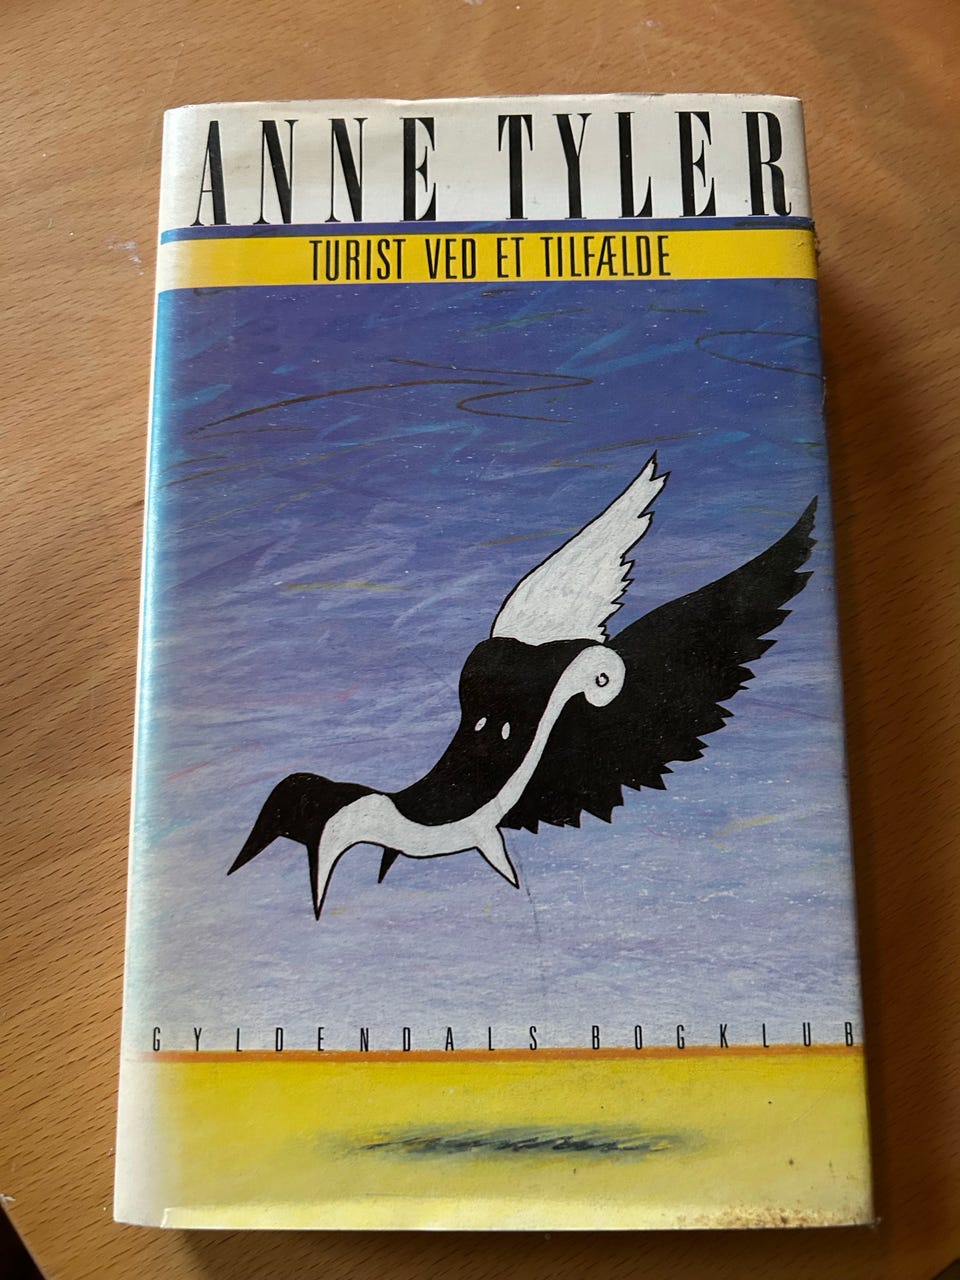 ANNE TYLER
TURIST VED ET TILFÆLDE
GYLDENDALS BOGKLUB